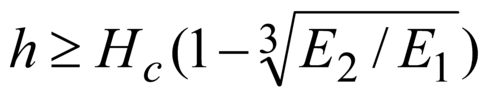 h ≥ H_c(1−∛(E_2 / E_1))